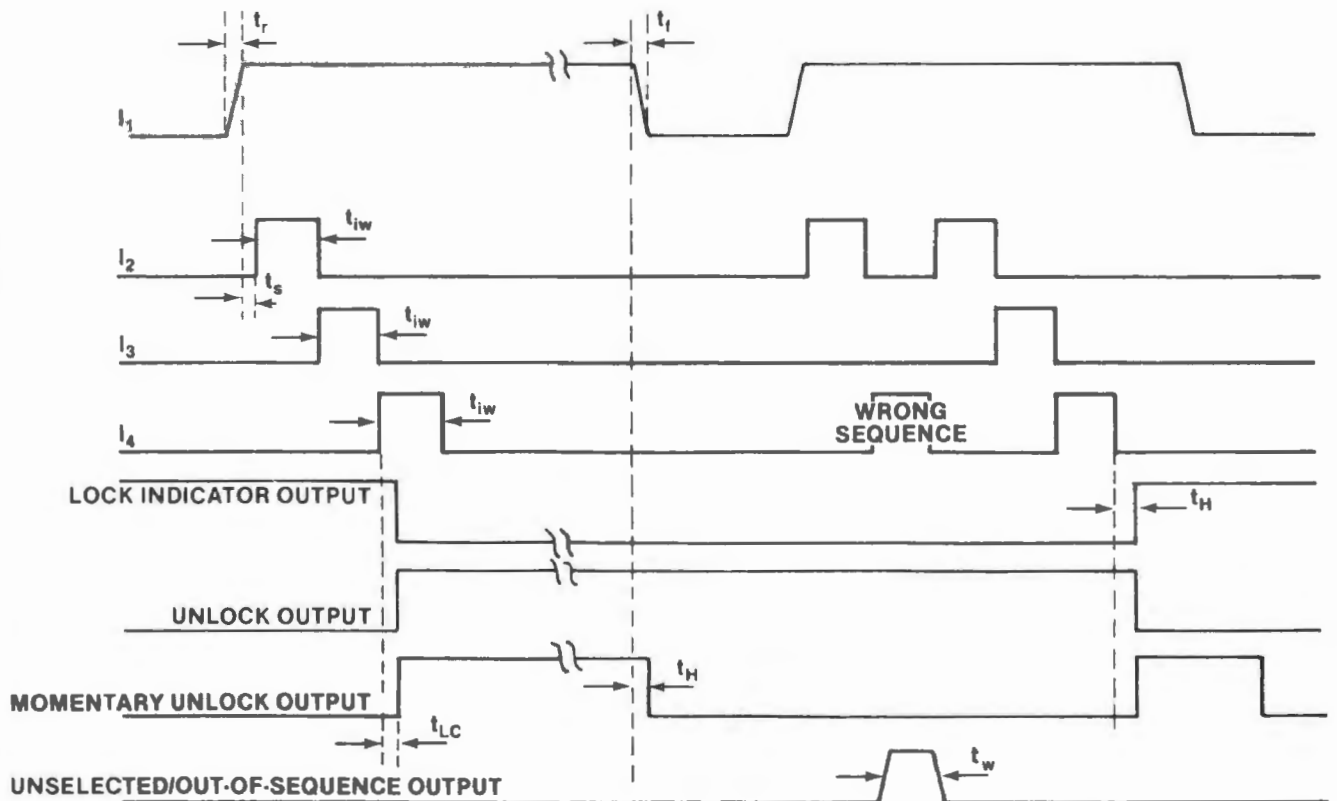 tr
tf
I1
tiw
I2
ts
tiw
I3
tiw
WRONG
SEQUENCE
I4
LOCK INDICATOR OUTPUT
tH
UNLOCK OUTPUT
tH
MOMENTARY UNLOCK OUTPUT
tLC
tw
UNSELECTED/OUT-OF-SEQUENCE OUTPUT